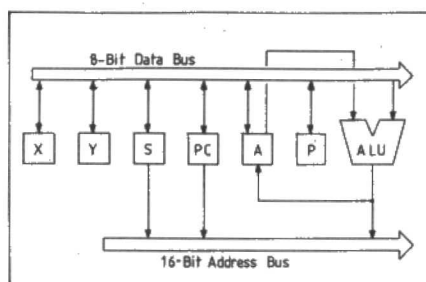 8-Bit Data Bus
X Y S PC A P ALU
16-Bit Address Bus